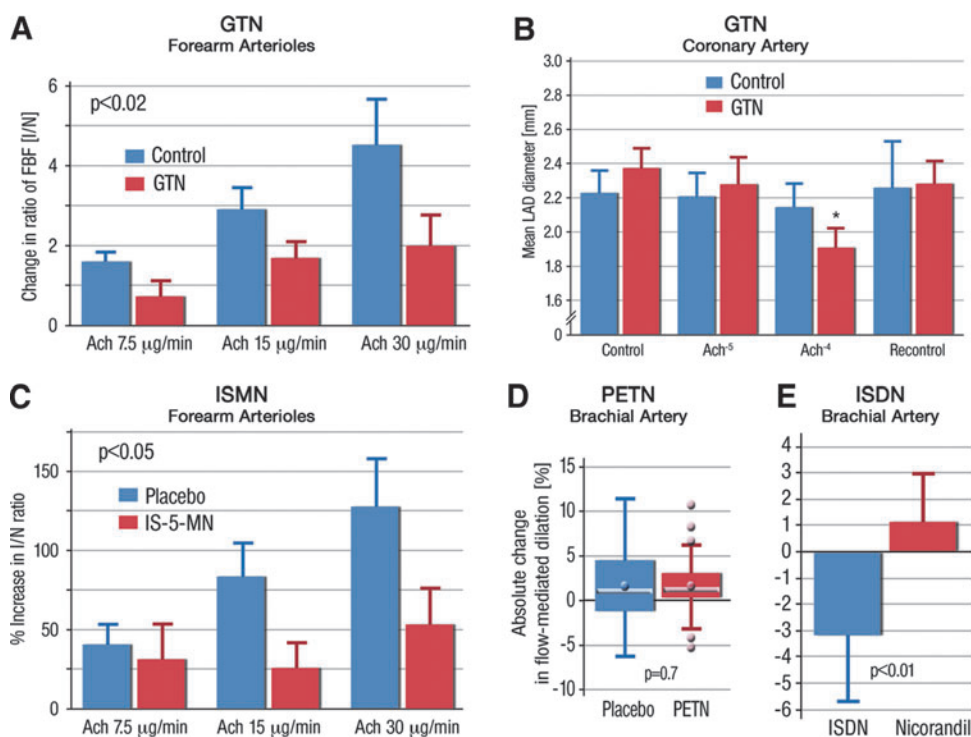 A
GTN
Forearm Arterioles
Change in ratio of FBF [I/N]
6
4
2
0
p<0.02
Control
GTN
Ach 7.5 μg/min
Ach 15 μg/min
Ach 30 μg/min
B
GTN
Coronary Artery
Mean LAD diameter [mm]
3.0
2.6
2.4
2.2
2.0
1.8
1.6
0
Control
GTN
*
Control
Ach-5
Ach-4
Recontrol
C
ISMN
Forearm Arterioles
% Increase in I/N ratio
150
100
50
0
p<0.05
Placebo
IS-5-MN
Ach 7.5 μg/min
Ach 15 μg/min
Ach 30 μg/min
D
PETN
Brachial Artery
Absolute change
in flow-mediated dilation [%]
15
10
5
0
-5
-10
p=0.7
Placebo
PETN
E
ISDN
Brachial Artery
4
3
2
1
0
-1
-2
-3
-4
-5
-6
p<0.01
ISDN
Nicorandil